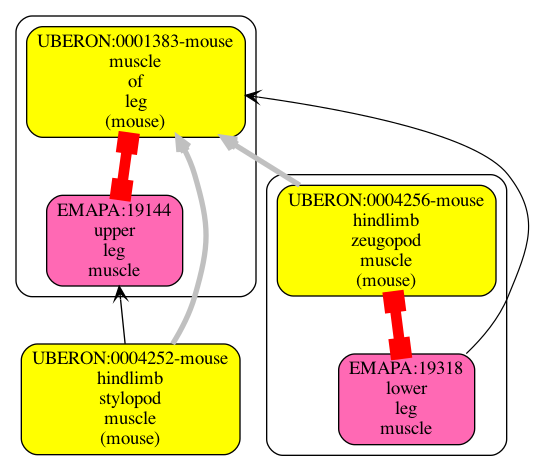 UBERON:0001383-mouse
muscle
of
leg
(mouse)
EMAPA:19144
upper
leg
muscle
UBERON:0004256-mouse
hindlimb
zeugopod
muscle
(mouse)
UBERON:0004252-mouse
hindlimb
stylopod
muscle
(mouse)
EMAPA:19318
lower
leg
muscle